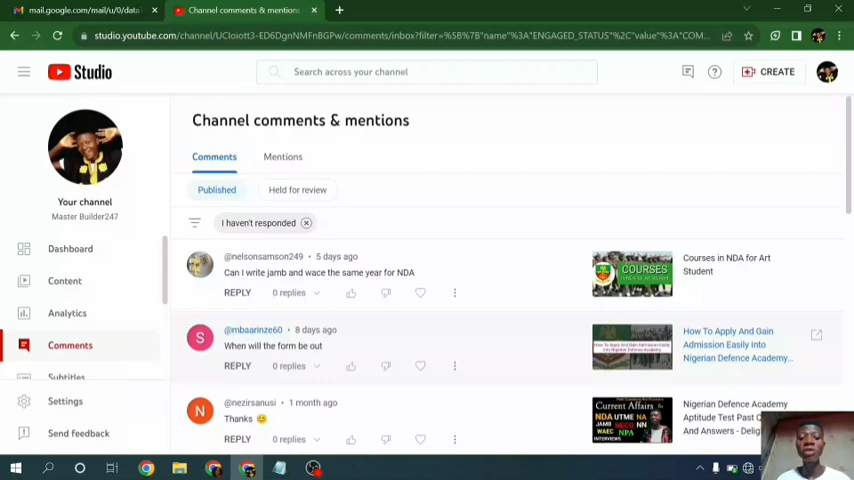 mail.google.com/mail/u/0/data
Channel comments & mentions
studio.youtube.com/channel/UCIoiott3-ED6DgnNMFnBGPw/comments/inbox?filter=%5B%7B"name"%3A"ENGAGED_STATUS"%2C"value"%3A"COM...
Studio
Search across your channel
CREATE
Your channel
Master Builder247
Dashboard
Content
Analytics
Comments
Subtitles
Settings
Send feedback
Channel comments & mentions
Comments
Mentions
Published
Held for review
I haven't responded
@nelsonsamson249 • 5 days ago
Can I write jamb and wace the same year for NDA
REPLY 0 replies
COURSES
Courses in NDA for Art
Student
S
@mbaarinze60 • 8 days ago
When will the form be out
REPLY 0 replies
How To Apply And Gain
Admission Easily Into
Nigerian Defence Academy...
N
@nezirsanusi • 1 month ago
Thanks 😊
REPLY 0 replies
Current Affairs
NDA UTME NA
JAMB NECO NN
WAEC NPA
INTERVIEWS
Nigerian Defence Academy
Aptitude Test Past Q
And Answers - Delig